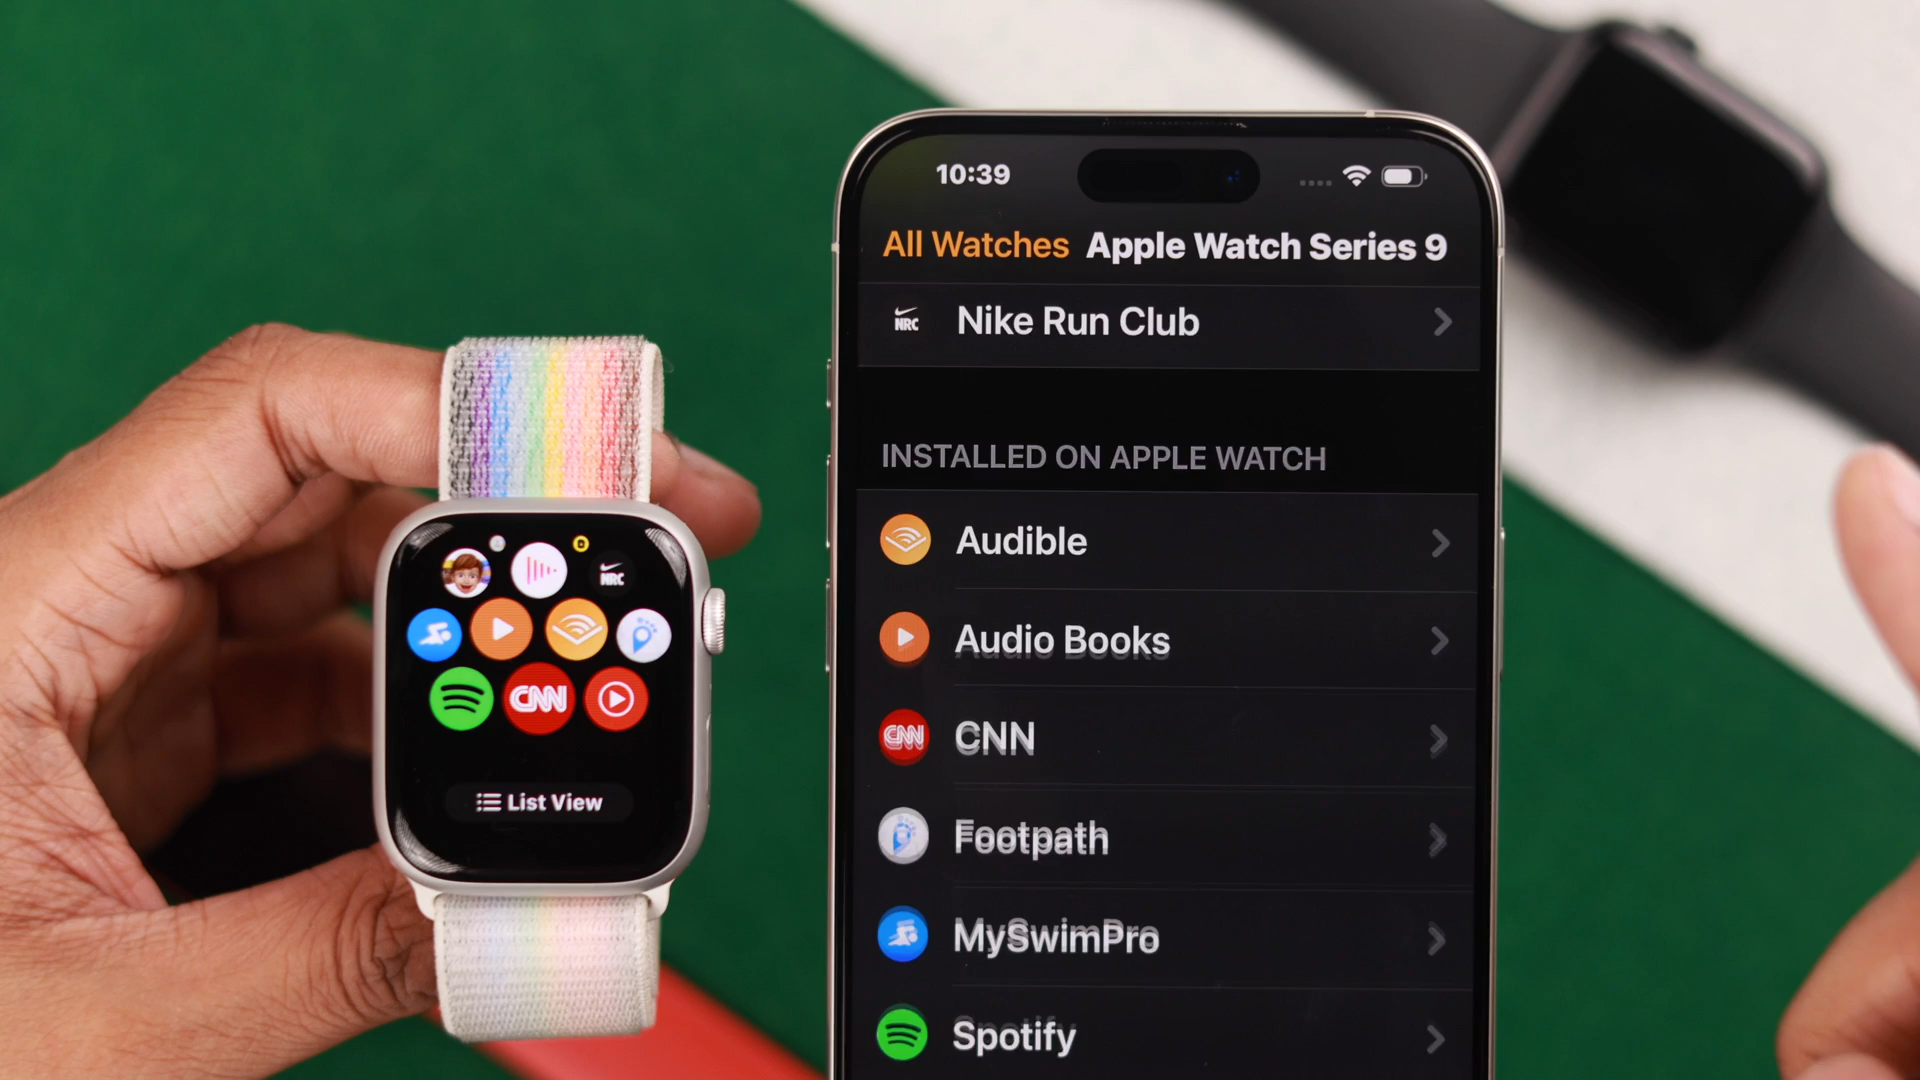 10:39
All Watches Apple Watch Series 9
NRC Nike Run Club
INSTALLED ON APPLE WATCH
Audible
Audio Books
CNN CNN
Footpath
MySwimPro
Spotify
NRC
CNN
List View